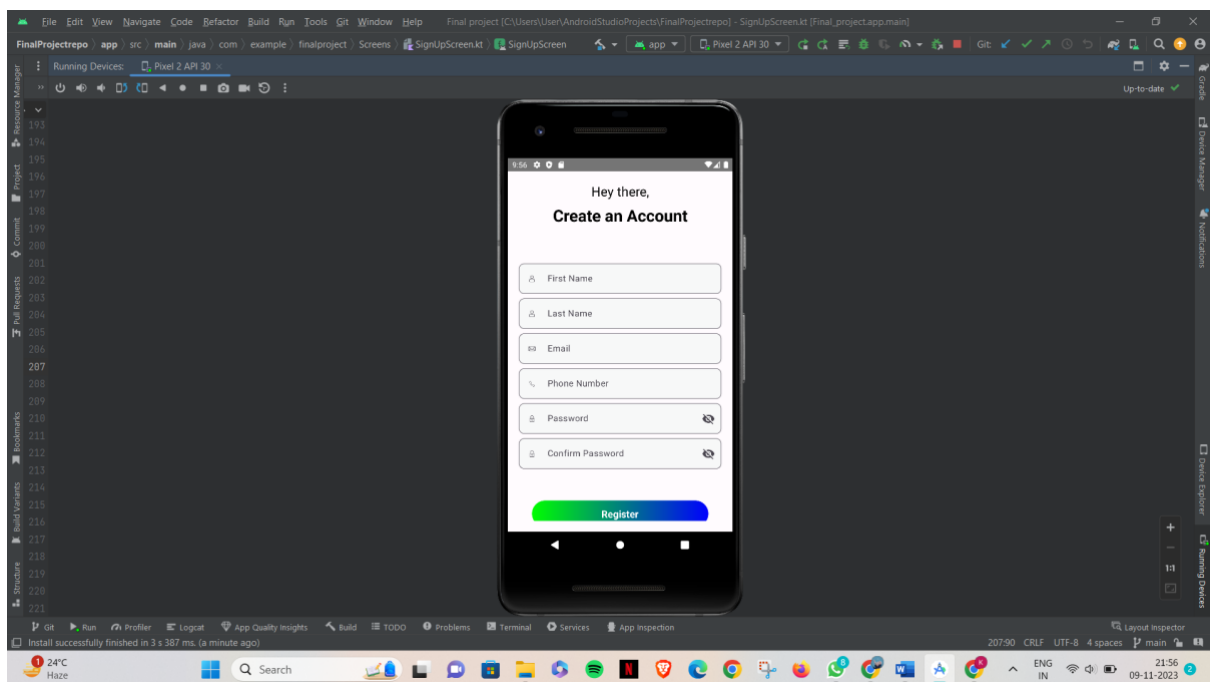 File Edit View Navigate Code Refactor Build Run Tools Git Window Help Final project [C:\Users\User\AndroidStudioProjects\FinalProjectrepo] - SignUpScreen.kt [Final_project.app.main]
FinalProjectrepo app src main java com example finalproject Screens SignUpScreen.kt SignUpScreen app Pixel 2 API 30 Git:
Running Devices: Pixel 2 API 30
Up-to-date
Resource Manager
Project
Commit
Pull Requests
Bookmarks
Build Variants
Structure
193
194
195
196
197
198
199
200
201
202
203
204
205
206
207
208
209
210
211
212
213
214
215
216
217
218
219
220
221
9:56
Hey there,
Create an Account
First Name
Last Name
Email
Phone Number
Password
Confirm Password
Register
Gradle
Device Manager
Notifications
Device Explorer
Running Devices
1:1
Git Run Profiler Logcat App Quality Insights Build TODO Problems Terminal Services App Inspection Layout Inspector
Install successfully finished in 3 s 387 ms. (a minute ago) 207:90 CRLF UTF-8 4 spaces main
1
24°C
Haze
Search
ENG
IN
21:56
09-11-2023
2